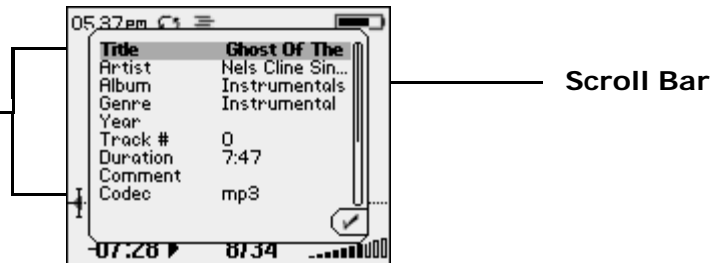 05.37pm
Title Ghost Of The
Artist Nels Cline Sin...
Album Instrumentals
Genre Instrumental
Year
Track # 0
Duration 7:47
Comment
Codec mp3
-07:28 8/34
Scroll Bar